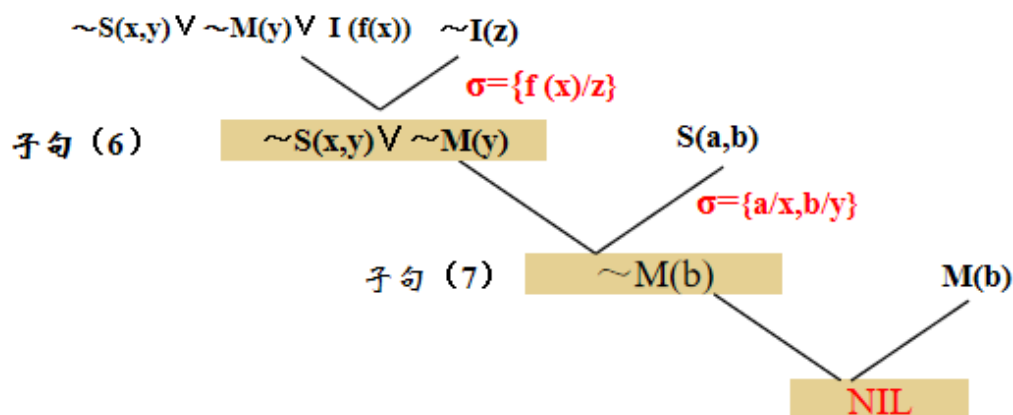 ~S(x,y)∨~M(y)∨ I (f(x)) ~I(z)
σ={f (x)/z}
子句（6） ~S(x,y)∨~M(y) S(a,b)
σ={a/x,b/y}
子句（7） ~M(b) M(b)
NIL